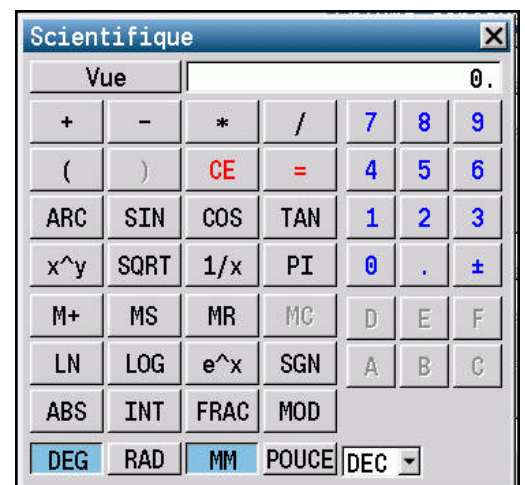 Scientifique
Vue 0.
+ - * / 7 8 9
( ) CE = 4 5 6
ARC SIN COS TAN 1 2 3
x^y SQRT 1/x PI 0 . ±
M+ MS MR MC D E F
LN LOG e^x SGN A B C
ABS INT FRAC MOD
DEG RAD MM POUCE DEC